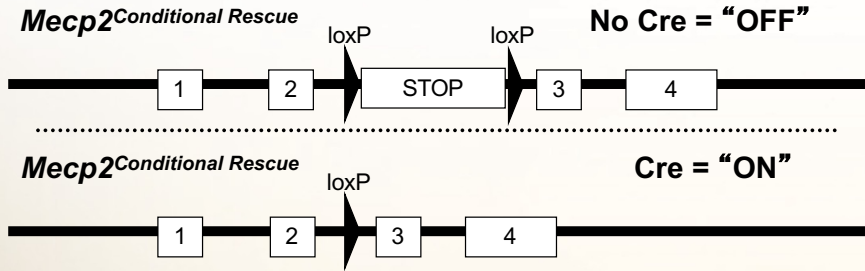 Mecp2Conditional Rescue No Cre = “OFF”
loxP loxP
1 2 STOP 3 4
Mecp2Conditional Rescue Cre = “ON”
loxP
1 2 3 4